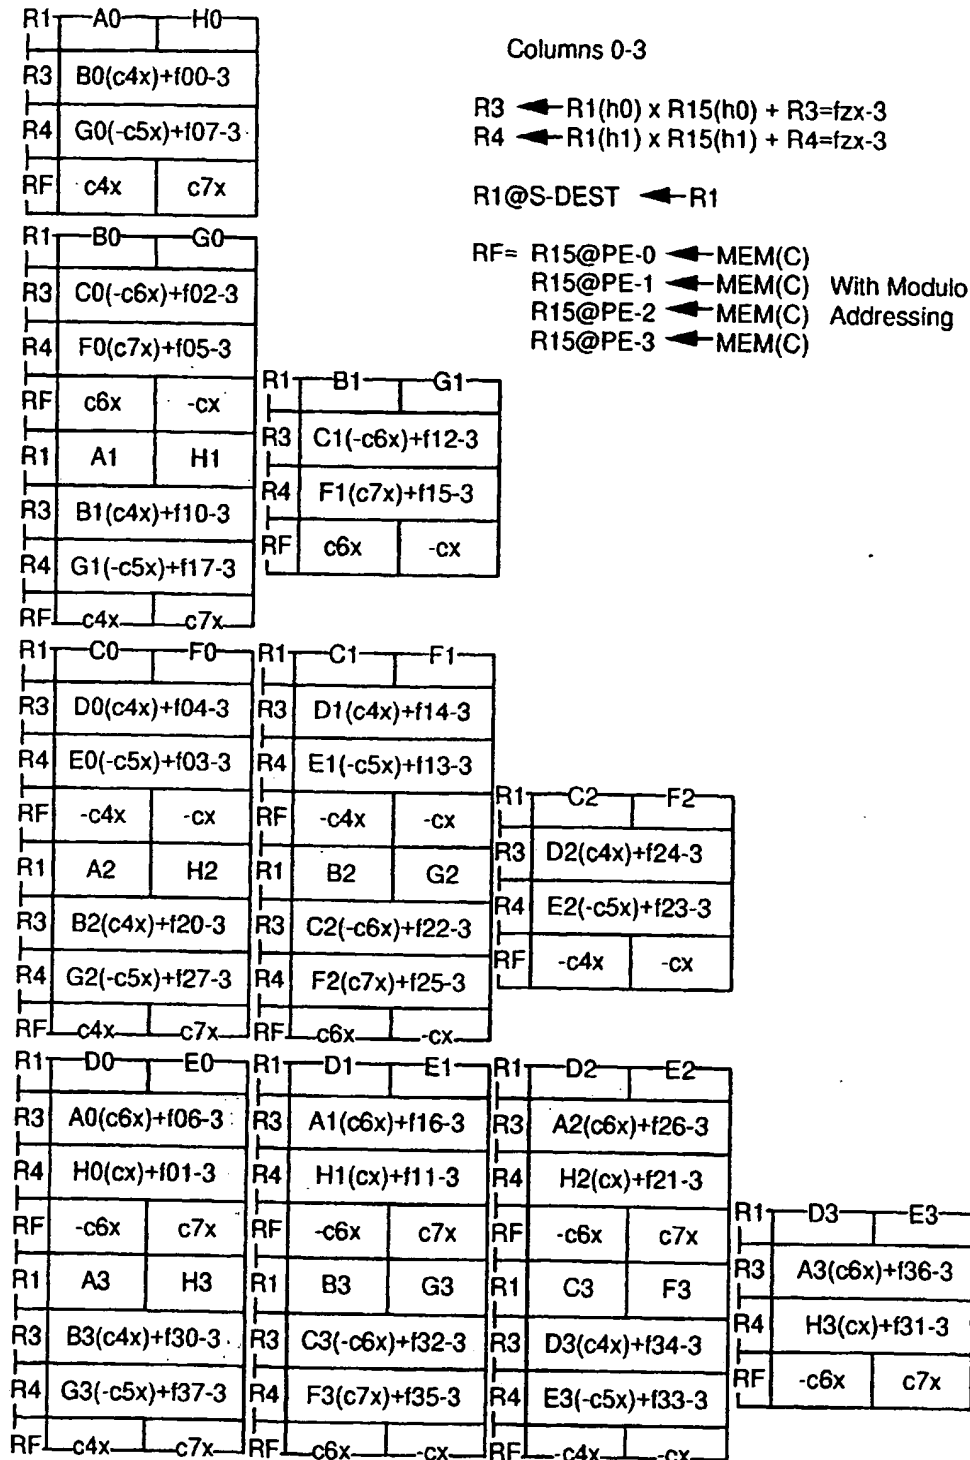 R1 A0 H0
R3 B0(c4x)+f00-3
R4 G0(-c5x)+f07-3
RF c4x c7x
Columns 0-3
R3 ← R1(h0) x R15(h0) + R3=fzx-3
R4 ← R1(h1) x R15(h1) + R4=fzx-3
R1@S-DEST ← R1
RF= R15@PE-0 ← MEM(C)
R15@PE-1 ← MEM(C) With Modulo
R15@PE-2 ← MEM(C) Addressing
R15@PE-3 ← MEM(C)
R1 B0 G0
R3 C0(-c6x)+f02-3
R4 F0(c7x)+f05-3
RF c6x -cx
R1 A1 H1
R3 B1(c4x)+f10-3
R4 G1(-c5x)+f17-3
RF c4x c7x
R1 B1 G1
R3 C1(-c6x)+f12-3
R4 F1(c7x)+f15-3
RF c6x -cx
R1 C0 F0
R3 D0(c4x)+f04-3
R4 E0(-c5x)+f03-3
RF -c4x -cx
R1 A2 H2
R3 B2(c4x)+f20-3
R4 G2(-c5x)+f27-3
RF c4x c7x
R1 C1 F1
R3 D1(c4x)+f14-3
R4 E1(-c5x)+f13-3
RF -c4x -cx
R1 B2 G2
R3 C2(-c6x)+f22-3
R4 F2(c7x)+f25-3
RF c6x -cx
R1 C2 F2
R3 D2(c4x)+f24-3
R4 E2(-c5x)+f23-3
RF -c4x -cx
R1 D0 E0
R3 A0(c6x)+f06-3
R4 H0(cx)+f01-3
RF -c6x c7x
R1 A3 H3
R3 B3(c4x)+f30-3
R4 G3(-c5x)+f37-3
RF c4x c7x
R1 D1 E1
R3 A1(c6x)+f16-3
R4 H1(cx)+f11-3
RF -c6x c7x
R1 B3 G3
R3 C3(-c6x)+f32-3
R4 F3(c7x)+f35-3
RF c6x -cx
R1 D2 E2
R3 A2(c6x)+f26-3
R4 H2(cx)+f21-3
RF -c6x c7x
R1 C3 F3
R3 D3(c4x)+f34-3
R4 E3(-c5x)+f33-3
RF -c4x -cx
R1 D3 E3
R3 A3(c6x)+f36-3
R4 H3(cx)+f31-3
RF -c6x c7x